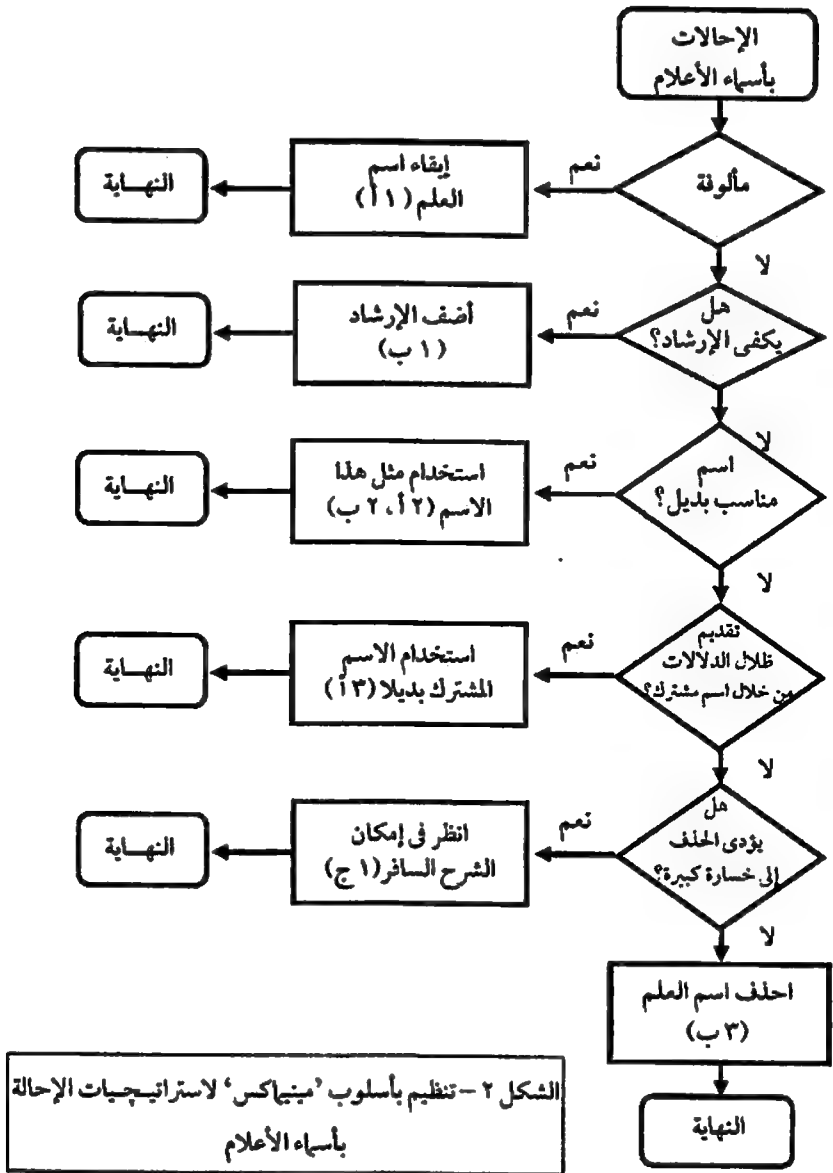 الإحالات
بأسماء الأعلام
مألوفة
نعم
إيقاء اسم
العلم (١ أ)
النهاية
لا
هل
يكفى الإرشاد؟
نعم
أضف الإرشاد
(١ ب)
النهاية
لا
اسم
مناسب بديل؟
نعم
استخدام مثل هذا
الاسم (٢ أ، ٢ ب)
النهاية
لا
تقديم
ظلال الدلالات
من خلال اسم مشترك؟
نعم
استخدام الاسم
المشترك بديلا (٣ أ)
النهاية
لا
هل
يؤدى الحذف
إلى خسارة كبيرة؟
نعم
انظر فى إمكان
الشرح السافر (١ ج)
النهاية
لا
احذف اسم العلم
(٣ ب)
النهاية
الشكل ٢ – تنظيم بأسلوب ’مينيماكس‘ لاستراتيجيات الإحالة
بأسماء الأعلام